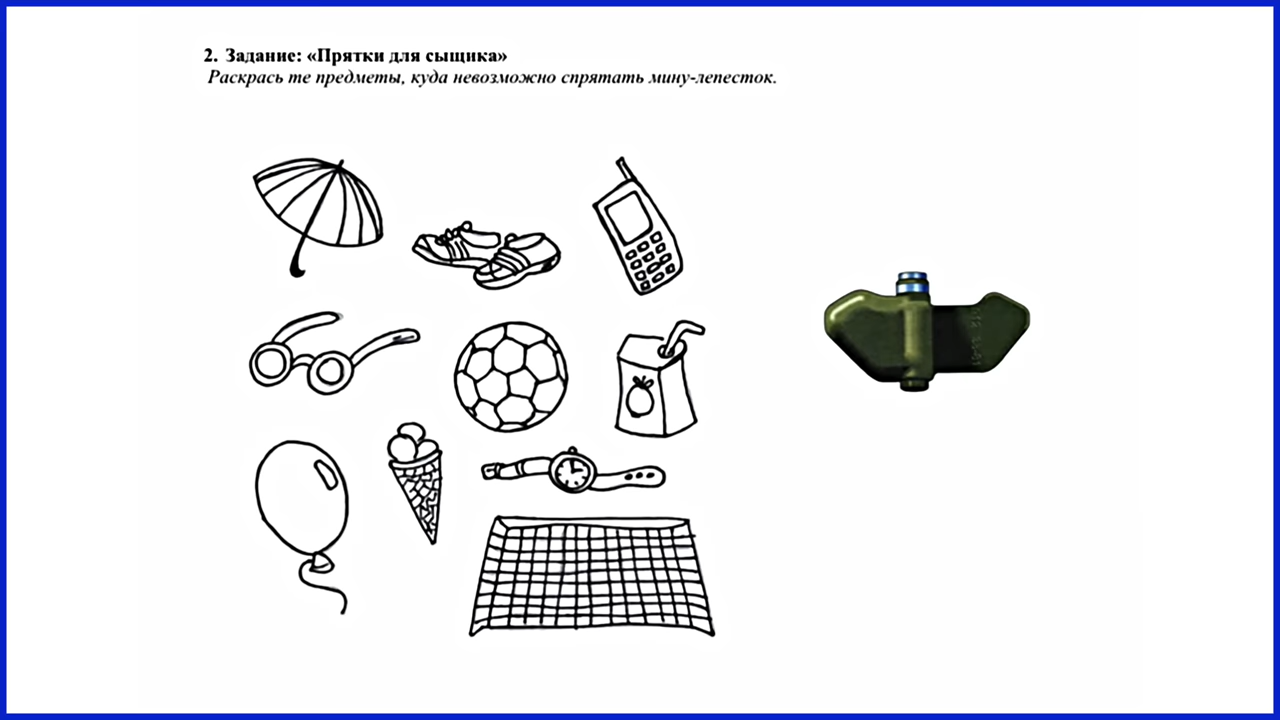 2. Задание: «Прятки для сыщика»
Раскрась те предметы, куда невозможно спрятать мину-лепесток.